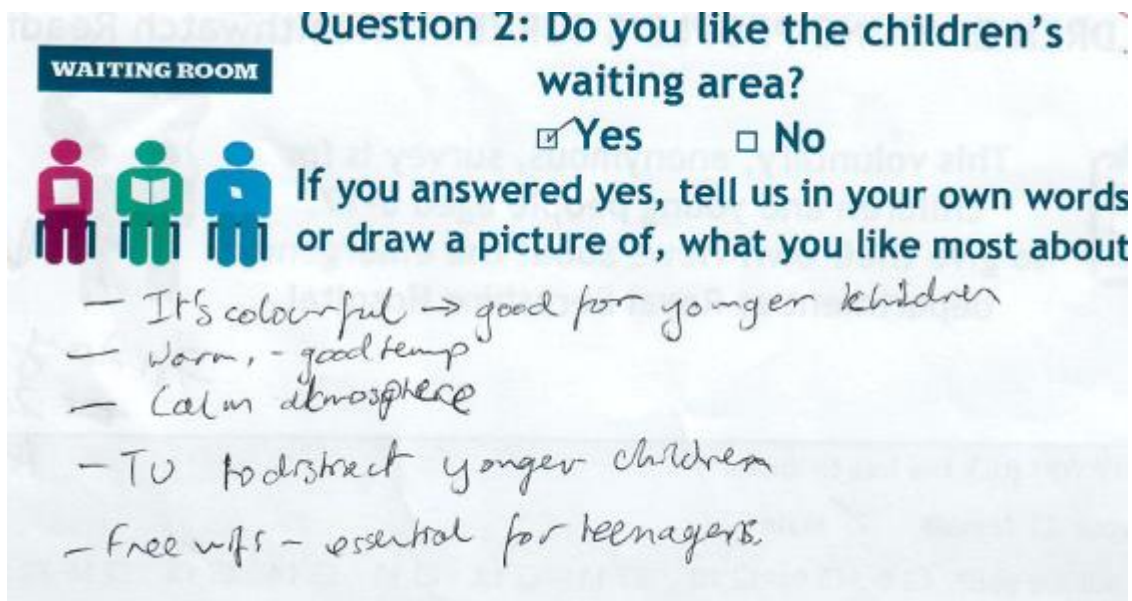 Question 2: Do you like the children's
WAITING ROOM
waiting area?
☑ Yes ☐ No
If you answered yes, tell us in your own words
or draw a picture of, what you like most about
— It's colourful → good for younger khildren
— Warm, - good temp
— Calm atmosphere
— TV to distract yonger children
— Free wifi – essential for teenagers.